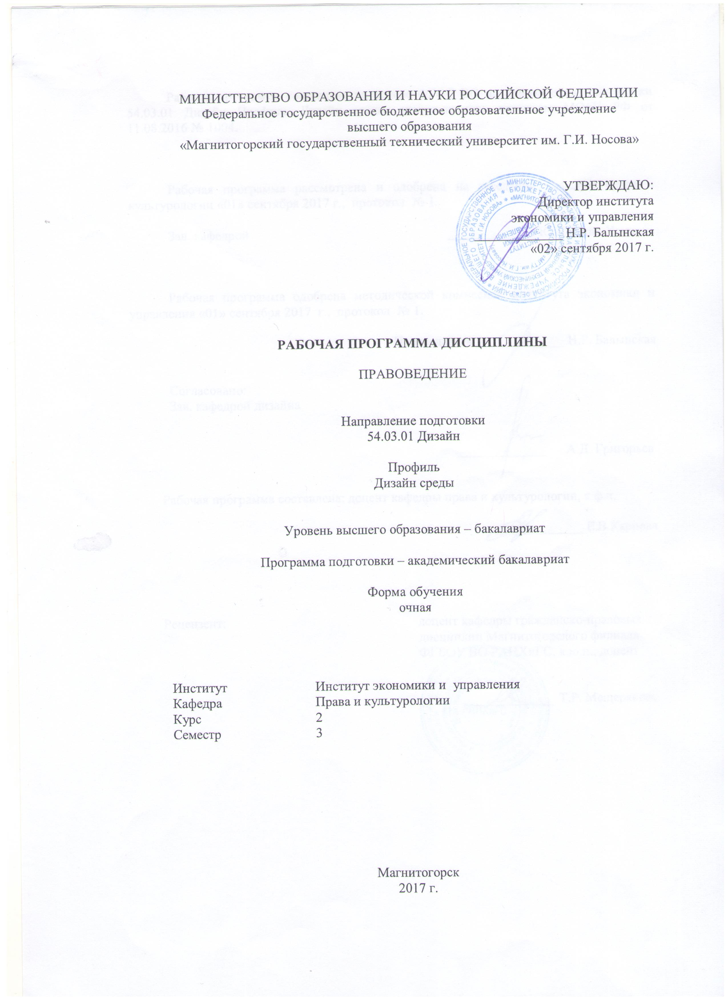 МИНИСТЕРСТВО ОБРАЗОВАНИЯ И НАУКИ РОССИЙСКОЙ ФЕДЕРАЦИИ
Федеральное государственное бюджетное образовательное учреждение
высшего образования
«Магнитогорский государственный технический университет им. Г.И. Носова»
УТВЕРЖДАЮ:
Директор института
экономики и управления
Н.Р. Балынская
«02» сентября 2017 г.
ИНСТИТУТ
ЭКОНОМИКИ
И УПРАВЛЕНИЯ
РАБОЧАЯ ПРОГРАММА ДИСЦИПЛИНЫ
ПРАВОВЕДЕНИЕ
Направление подготовки
54.03.01 Дизайн
Профиль
Дизайн среды
Уровень высшего образования – бакалавриат
Программа подготовки – академический бакалавриат
Форма обучения
очная
Институт Институт экономики и управления
Кафедра Права и культурологии
Курс 2
Семестр 3
Магнитогорск
2017 г.